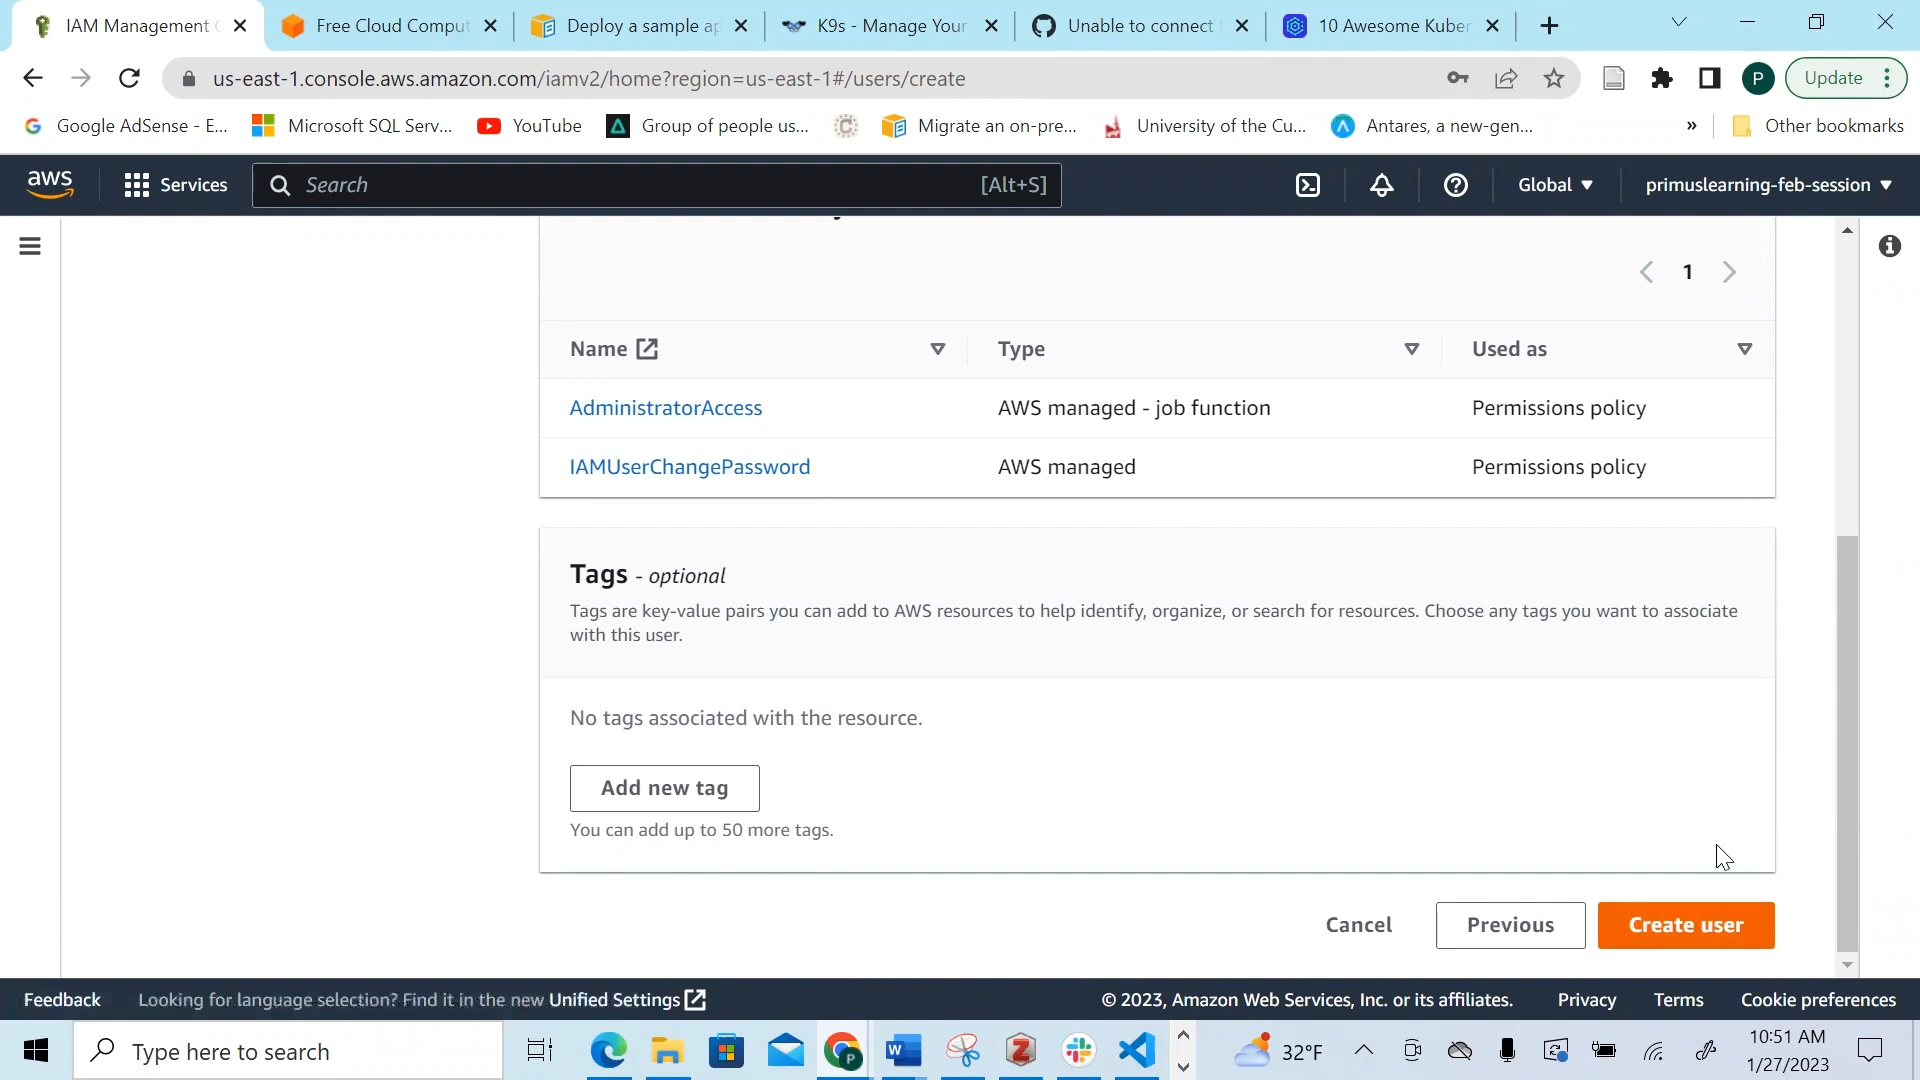 IAM Management
Free Cloud Comput
Deploy a sample ap
K9s - Manage Your
Unable to connect
10 Awesome Kuber
us-east-1.console.aws.amazon.com/iamv2/home?region=us-east-1#/users/create
P
Update
Google AdSense - E...
Microsoft SQL Serv...
YouTube
Group of people us...
Migrate an on-pre...
University of the Cu...
Antares, a new-gen...
»
Other bookmarks
aws
Services
Search
[Alt+S]
Global
primuslearning-feb-session
1
Name
Type
Used as
AdministratorAccess
AWS managed - job function
Permissions policy
IAMUserChangePassword
AWS managed
Permissions policy
Tags - optional
Tags are key-value pairs you can add to AWS resources to help identify, organize, or search for resources. Choose any tags you want to associate
with this user.
No tags associated with the resource.
Add new tag
You can add up to 50 more tags.
Cancel
Previous
Create user
Feedback
Looking for language selection? Find it in the new Unified Settings
© 2023, Amazon Web Services, Inc. or its affiliates.
Privacy
Terms
Cookie preferences
Type here to search
32°F
10:51 AM
1/27/2023